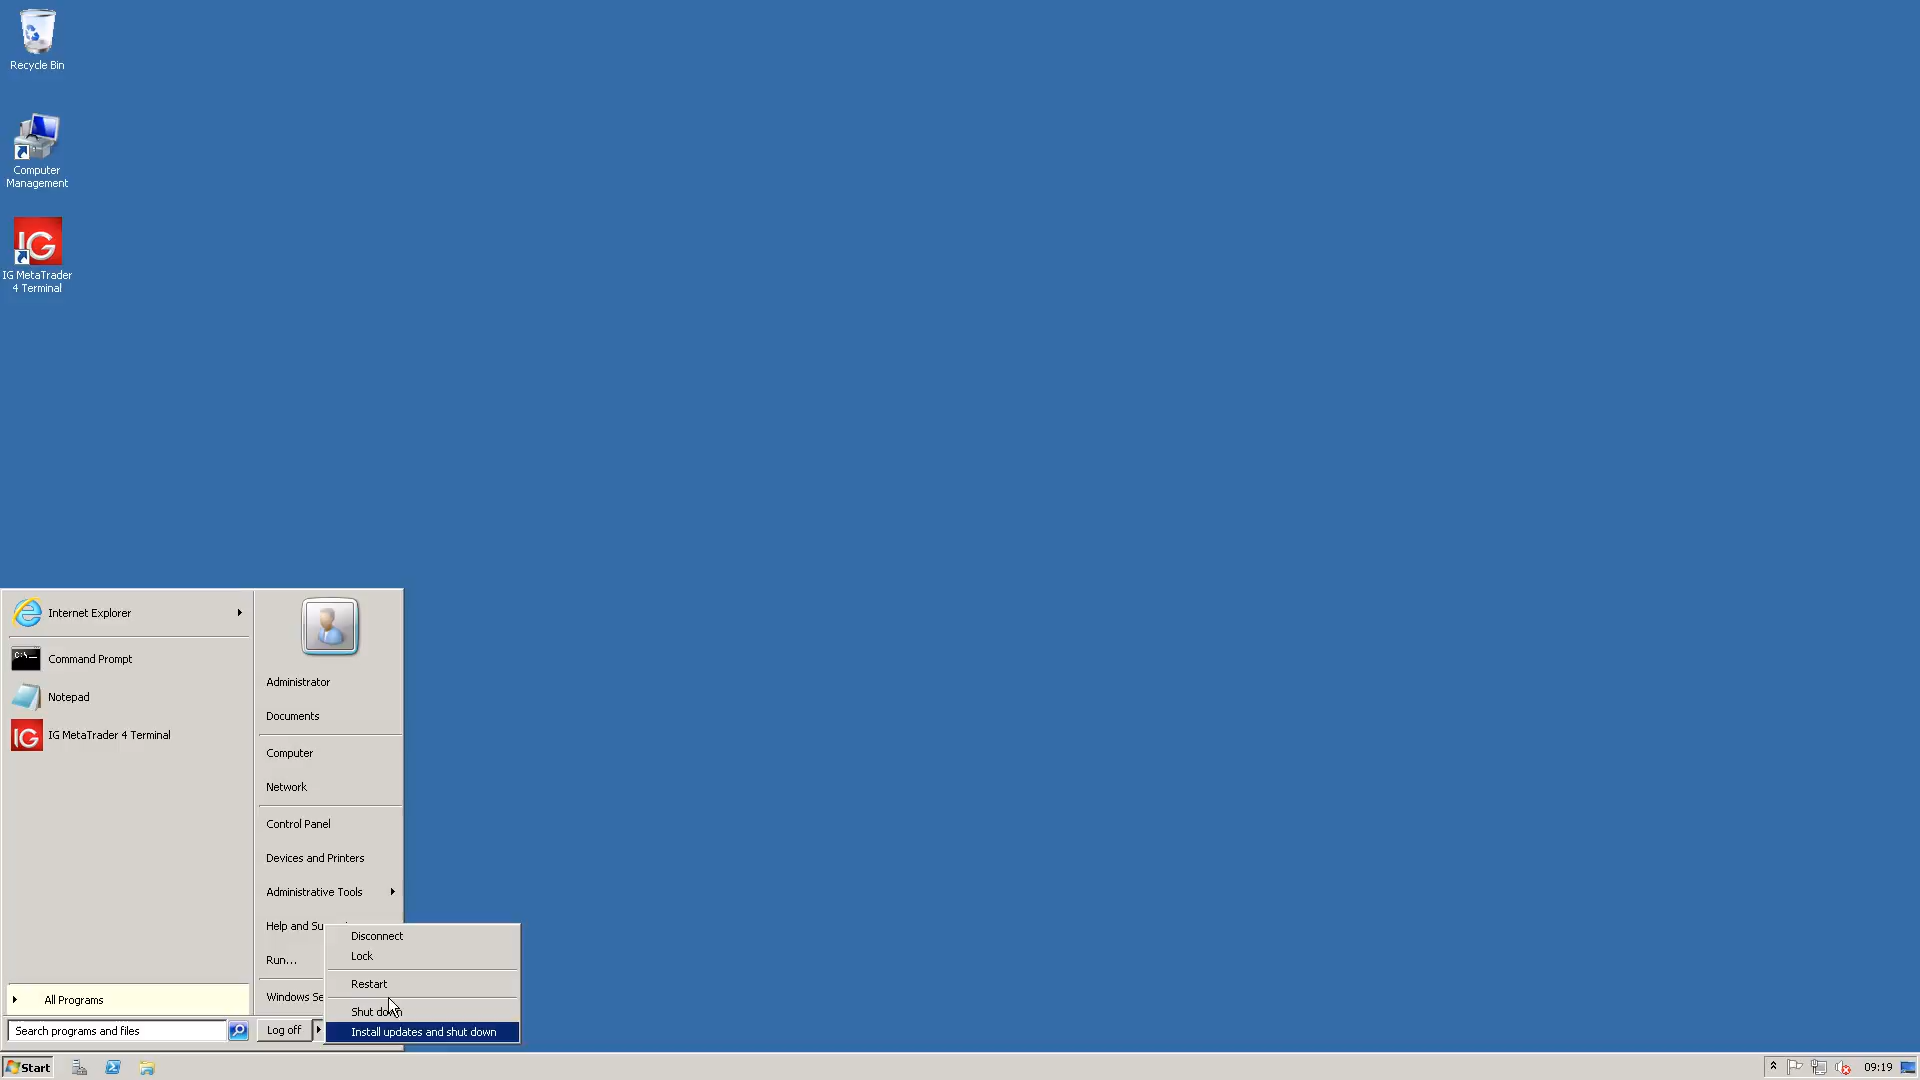 Recycle Bin
Computer
Management
IG
IG MetaTrader
4 Terminal
Internet Explorer
Command Prompt
Notepad
IG
IG MetaTrader 4 Terminal
All Programs
Search programs and files
Administrator
Documents
Computer
Network
Control Panel
Devices and Printers
Administrative Tools
Help and Su
Run...
Windows Se
Log off
Disconnect
Lock
Restart
Shut down
Install updates and shut down
Start
09:19